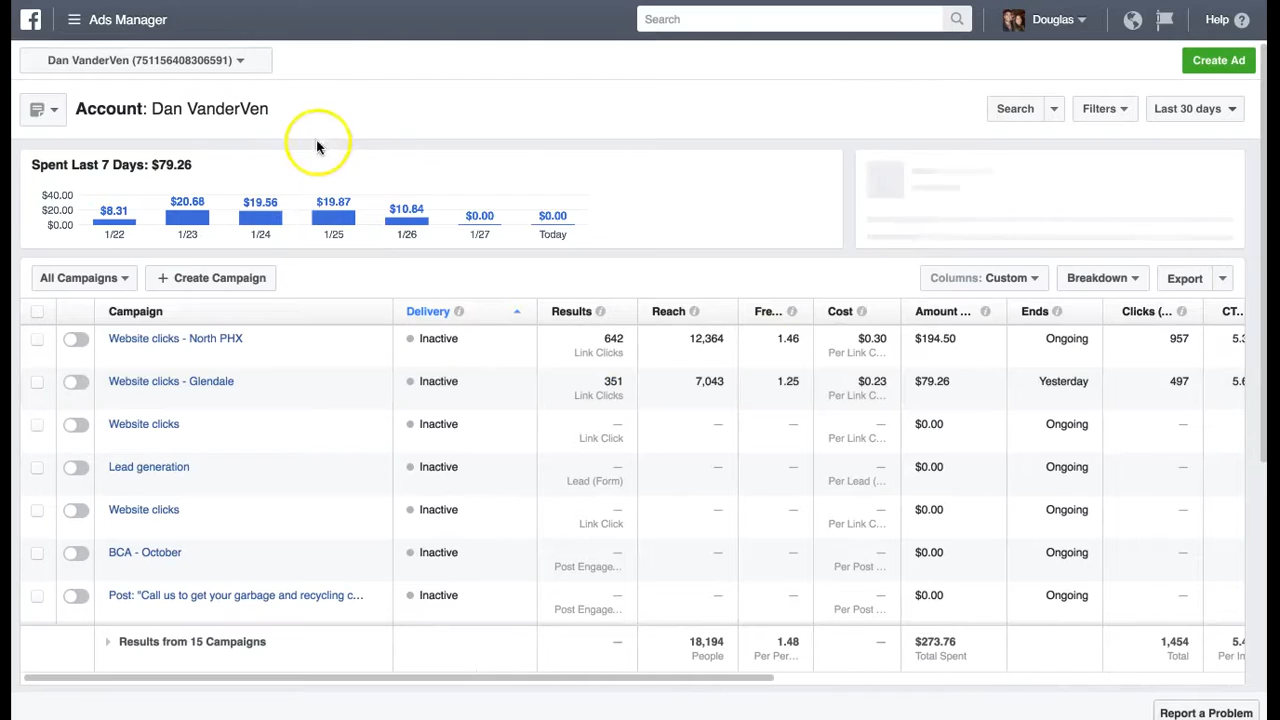 f Ads Manager Search Douglas Help ?
Dan VanderVen (751156408306591) Create Ad
Account: Dan VanderVen Search Filters Last 30 days
Spent Last 7 Days: $79.26
$40.00
$20.00
$0.00
$8.31 $20.68 $19.56 $19.87 $10.84 $0.00 $0.00
1/22 1/23 1/24 1/25 1/26 1/27 Today
All Campaigns + Create Campaign Columns: Custom Breakdown Export
Campaign Delivery Results Reach Fre... Cost Amount ... Ends Clicks (... CT...
Website clicks - North PHX Inactive 642 12,364 1.46 $0.30 $194.50 Ongoing 957
Link Clicks Per Link C...
Website clicks - Glendale Inactive 351 7,043 1.25 $0.23 $79.26 Yesterday 497
Link Clicks Per Link C...
Website clicks Inactive — — — — $0.00 Ongoing —
Link Click Per Link C...
Lead generation Inactive — — — — $0.00 Ongoing —
Lead (Form) Per Lead (...
Website clicks Inactive — — — — $0.00 Ongoing —
Link Click Per Link C...
BCA - October Inactive — — — — $0.00 Ongoing —
Post Engage... Per Post ...
Post: "Call us to get your garbage and recycling c... Inactive — — — — $0.00 Ongoing —
Post Engage... Per Post ...
Results from 15 Campaigns — 18,194 1.48 — $273.76 1,454
People Per Per... Total Spent Total Per In
Report a Problem